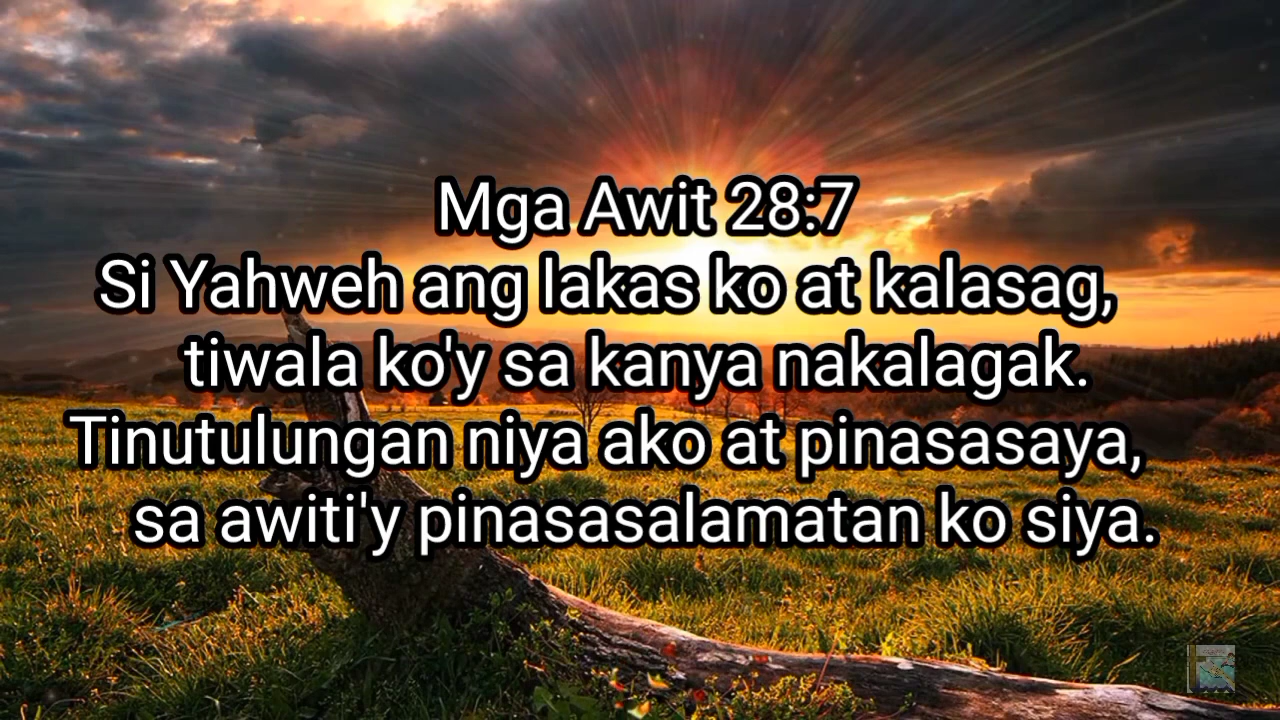 Mga Awit 28:7
Si Yahweh ang lakas ko at kalasag,
tiwala ko'y sa kanya nakalagak.
Tinutulungan niya ako at pinasasaya,
sa awiti'y pinasasalamatan ko siya.